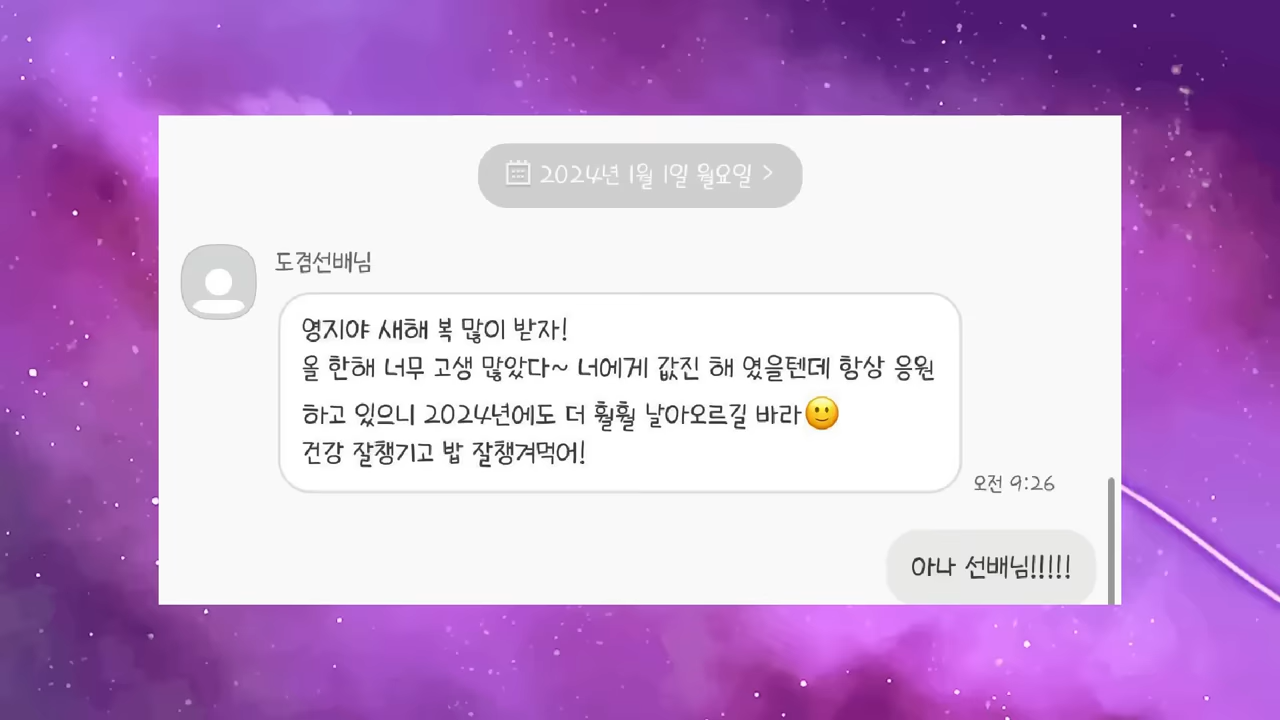 2024년 1월 1일 월요일 >
도겸선배님
영지야 새해 복 많이 받자!
올 한해 너무 고생 많았다~ 너에게 값진 해 였을텐데 항상 응원
하고 있으니 2024년에도 더 훨훨 날아오르길 바라🙂
건강 잘챙기고 밥 잘챙겨먹어!
오전 9:26
아나 선배님!!!!!